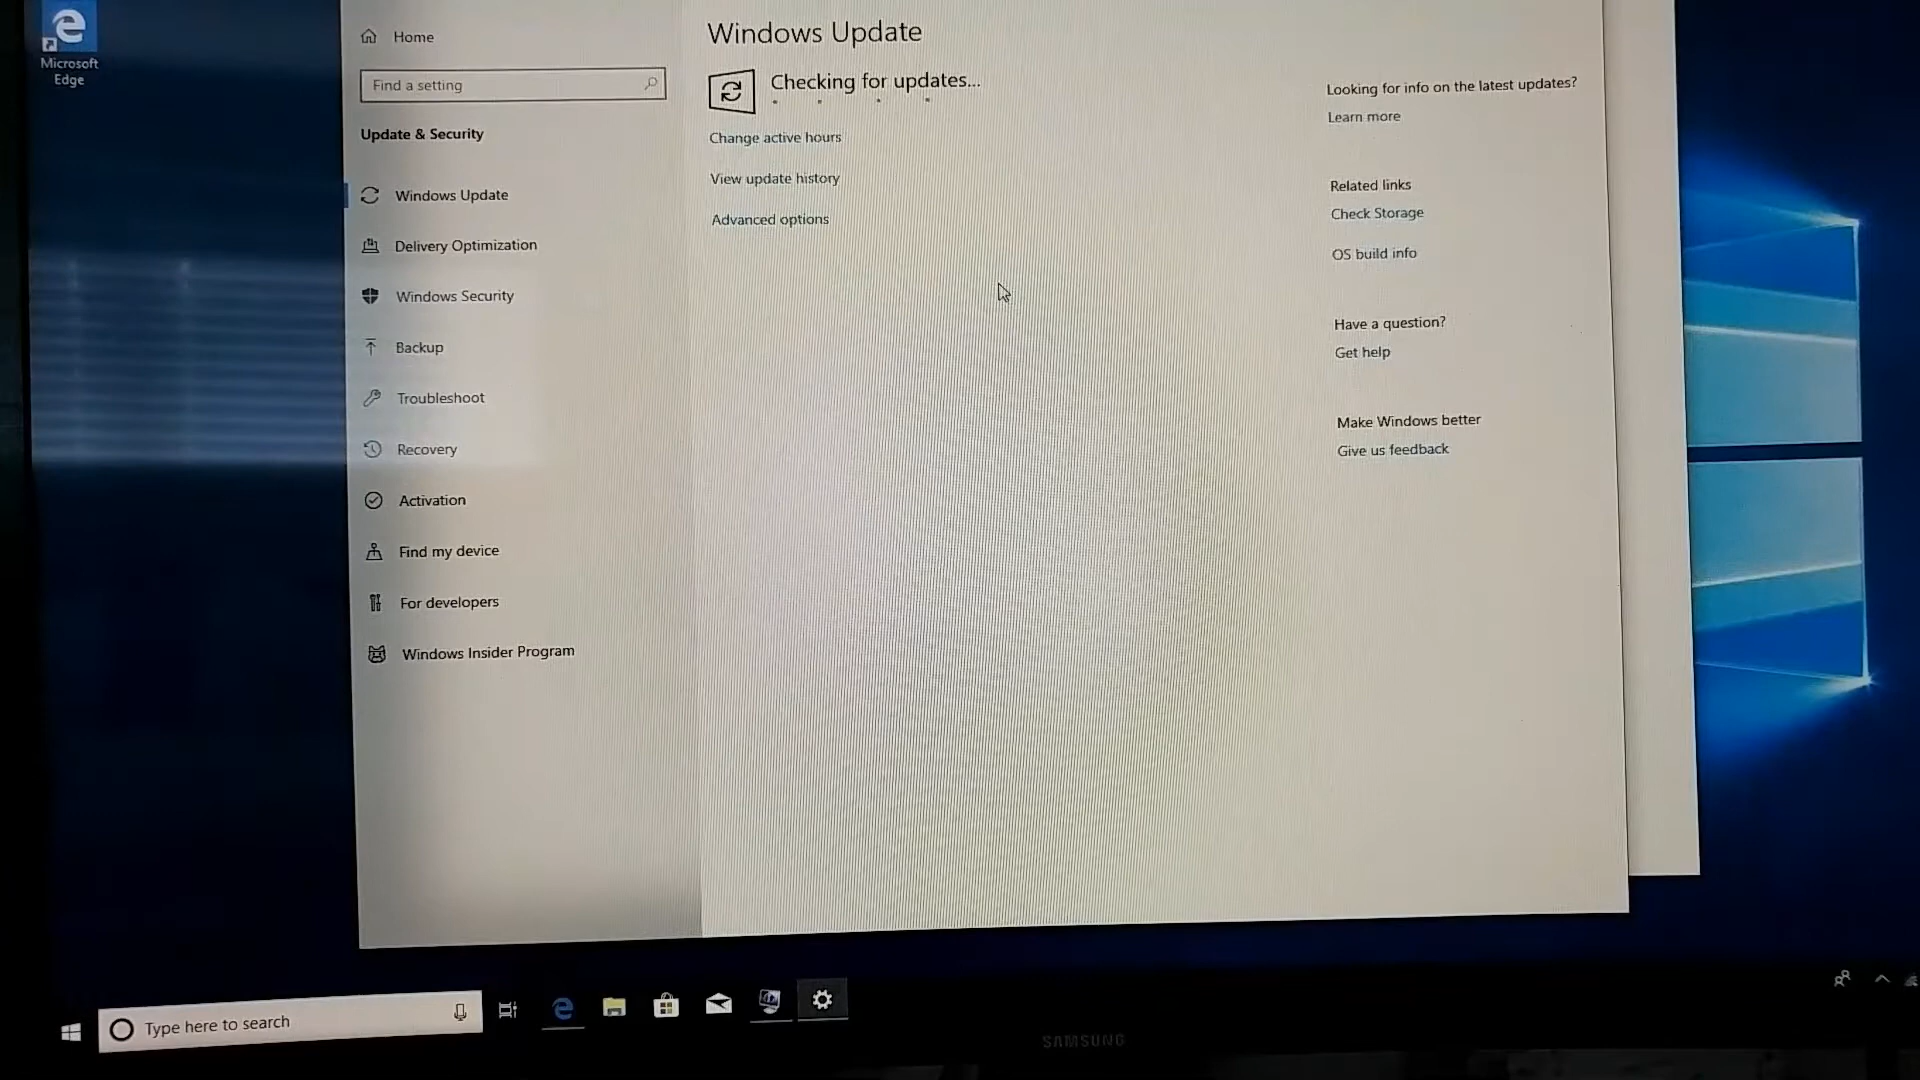 Microsoft
Edge
Home
Find a setting
Update & Security
Windows Update
Delivery Optimization
Windows Security
Backup
Troubleshoot
Recovery
Activation
Find my device
For developers
Windows Insider Program
Windows Update
Checking for updates...
Change active hours
View update history
Advanced options
Looking for info on the latest updates?
Learn more
Related links
Check Storage
OS build info
Have a question?
Get help
Make Windows better
Give us feedback
Type here to search
SAMSUNG